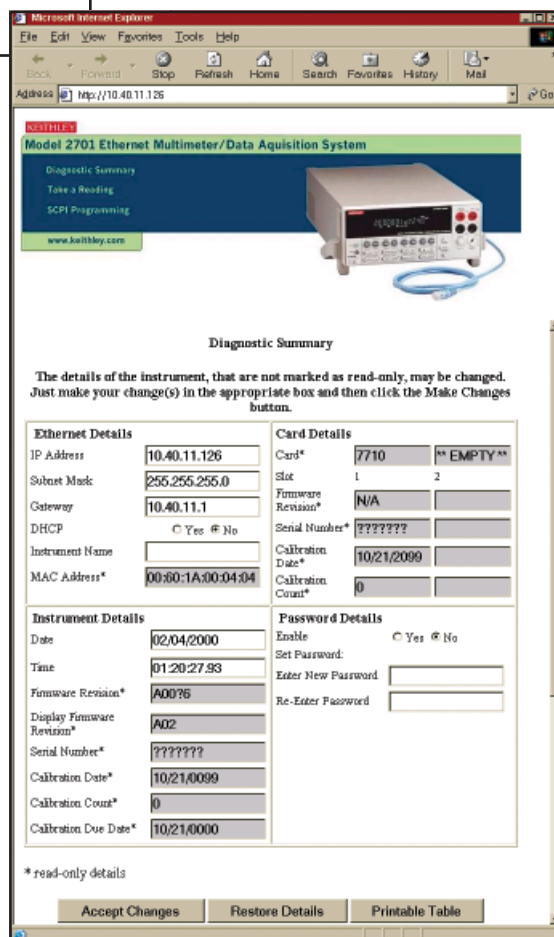 Microsoft Internet Explorer
File Edit View Favorites Tools Help
Back Forward Stop Refresh Home Search Favorites History Mail
Address http://10.40.11.126 Go
KEITHLEY
Model 2701 Ethernet Multimeter/Data Aquisition System
Diagnostic Summary
Take a Reading
SCPI Programming
www.keithley.com
Diagnostic Summary
The details of the instrument, that are not marked as read-only, may be changed.
Just make your change(s) in the appropriate box and then click the Make Changes
button.
Ethernet Details
IP Address 10.40.11.126
Subnet Mask 255.255.255.0
Gateway 10.40.11.1
DHCP Yes No
Instrument Name
MAC Address* 00:60:1A:00:04:04
Card Details
Card* 7710 ** EMPTY **
Slot 1 2
Firmware
Revision* N/A
Serial Number* ???????
Calibration
Date* 10/21/2099
Calibration
Count* 0
Instrument Details
Date 02/04/2000
Time 01:20:27.93
Firmware Revision* A00?6
Display Firmware
Revision* A02
Serial Number* ???????
Calibration Date* 10/21/0099
Calibration Count* 0
Calibration Due Date* 10/21/0000
Password Details
Enable Yes No
Set Password:
Enter New Password
Re-Enter Password
* read-only details
Accept Changes Restore Details Printable Table